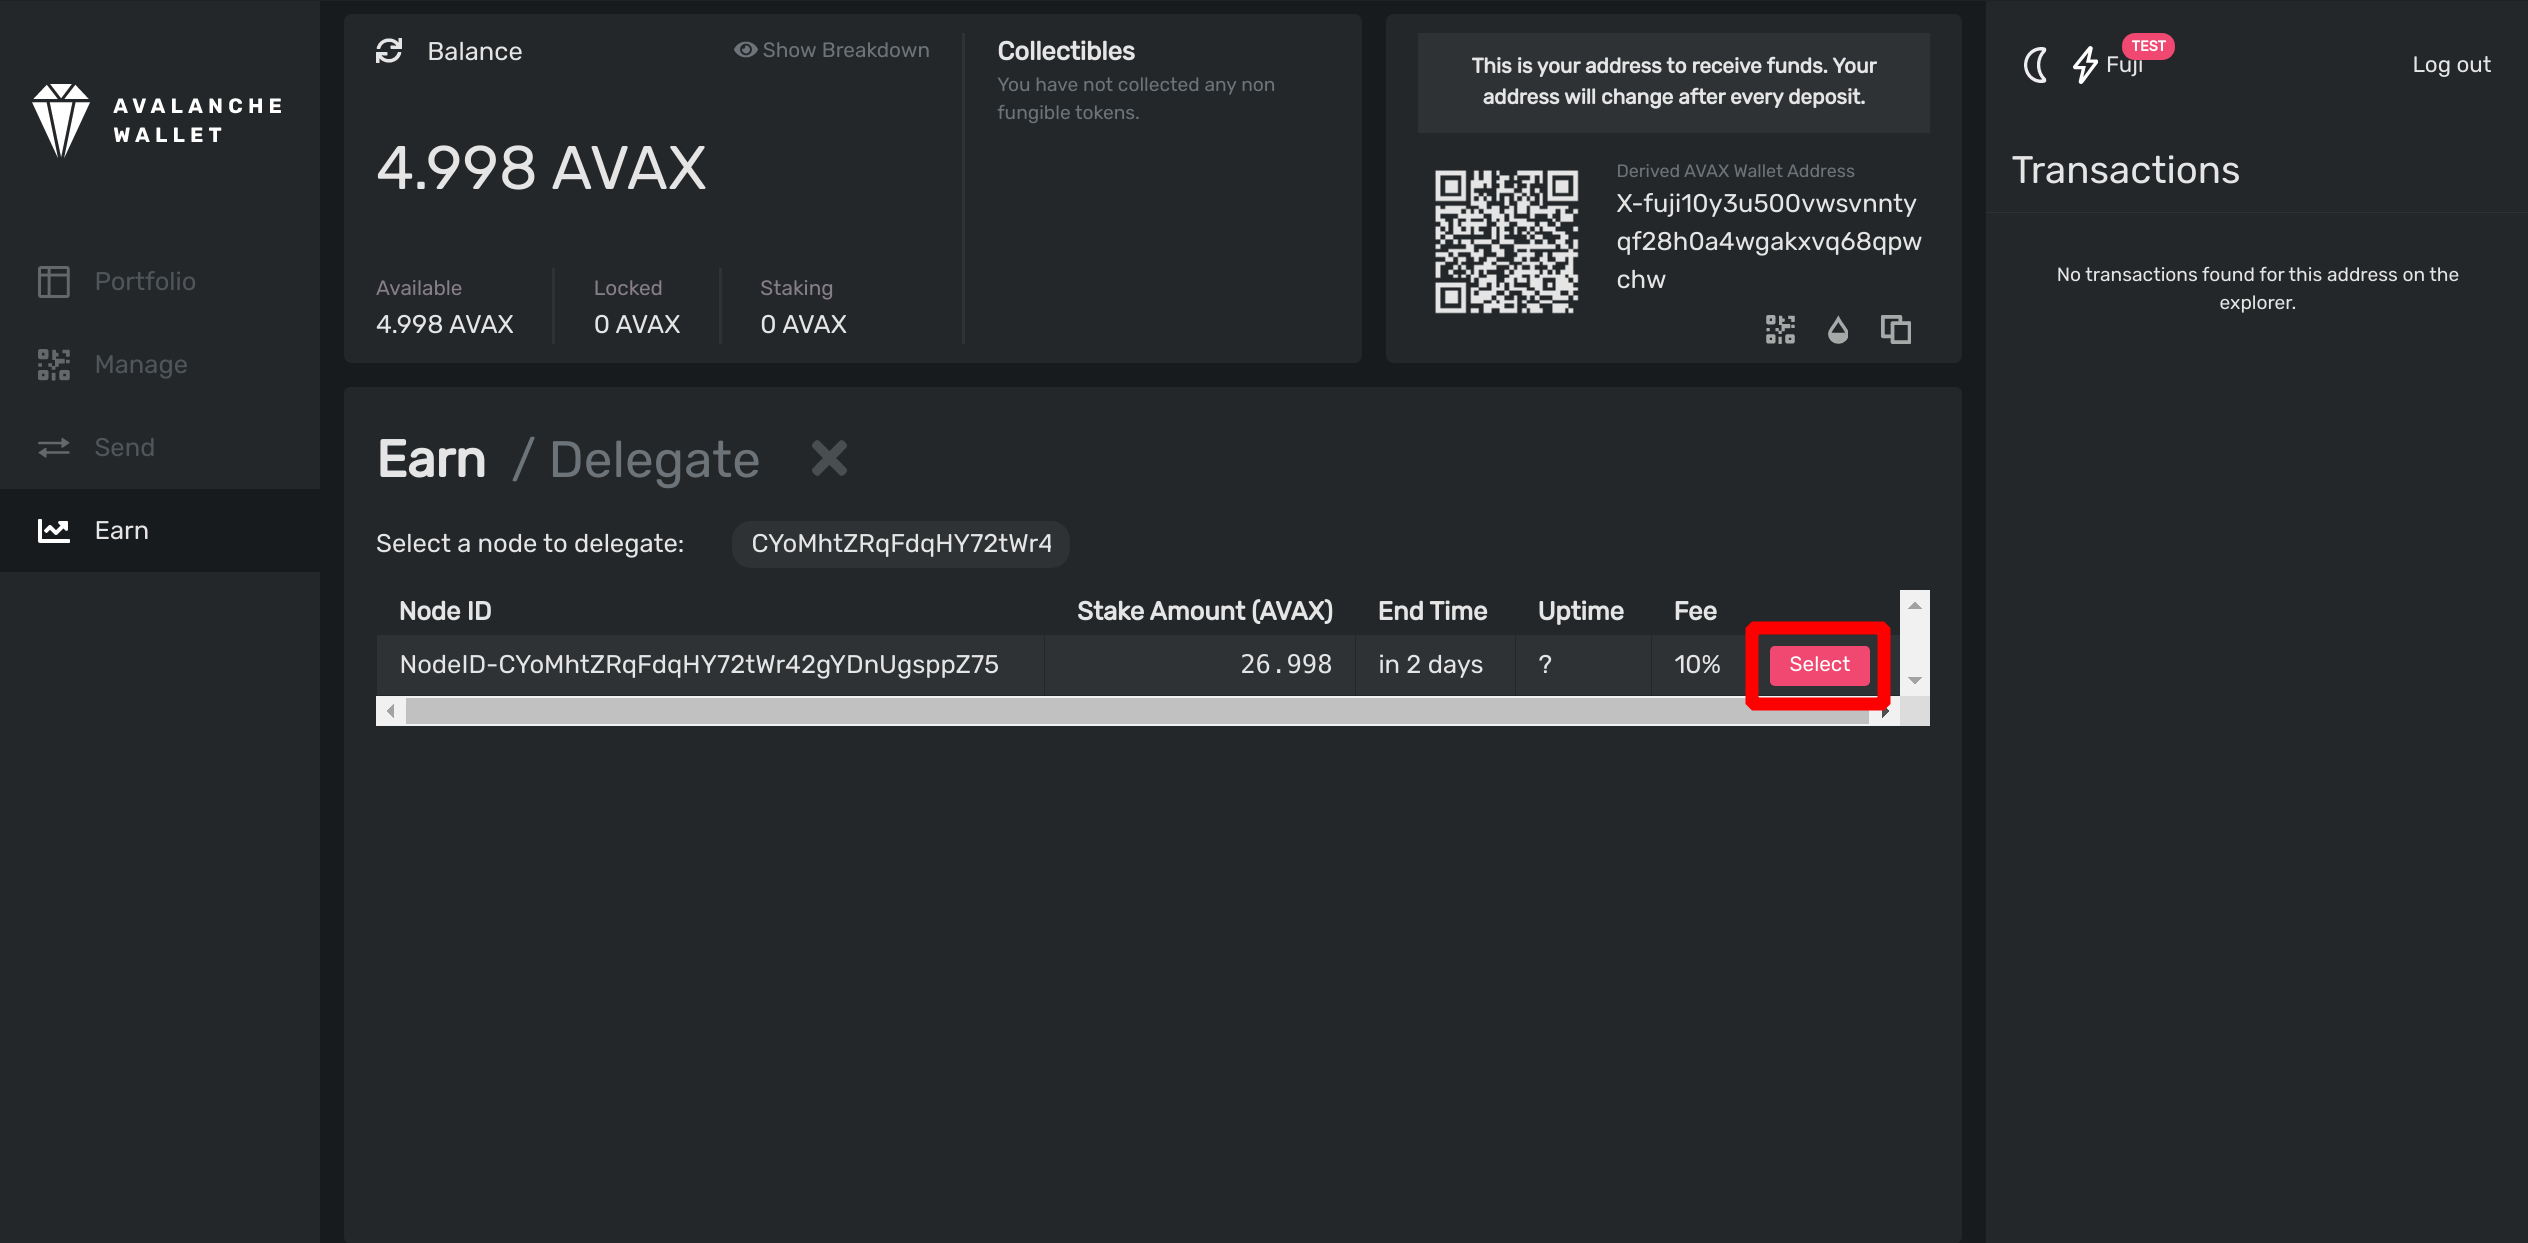 AVALANCHE
WALLET
Portfolio
Manage
Send
Earn
Balance
Show Breakdown
4.998 AVAX
Available
4.998 AVAX
Locked
0 AVAX
Staking
0 AVAX
Collectibles
You have not collected any non
fungible tokens.
This is your address to receive funds. Your
address will change after every deposit.
Derived AVAX Wallet Address
X-fuji10y3u500vwsvnnty
qf28h0a4wgakxvq68qpw
chw
Earn / Delegate
Select a node to delegate: CYoMhtZRqFdqHY72tWr4
Node ID Stake Amount (AVAX) End Time Uptime Fee
NodeID-CYoMhtZRqFdqHY72tWr42gYDnUgsppZ75 26.998 in 2 days ? 10% Select
TEST
Fuji
Log out
Transactions
No transactions found for this address on the
explorer.